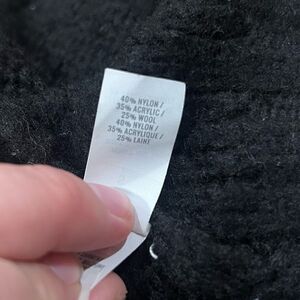 40% NYLON /
35% ACRYLIC /
25% WOOL
40% NYLON /
35% ACRYLIQUE /
25% LAINE